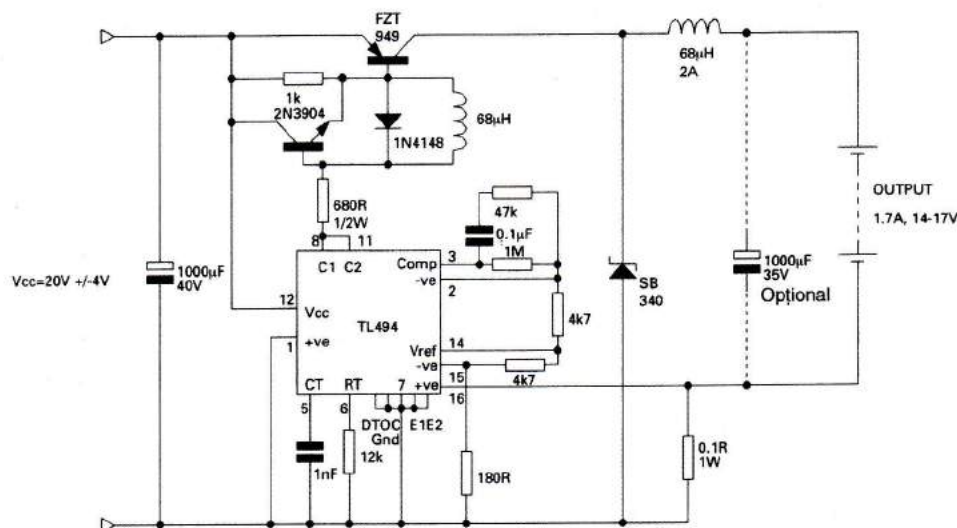 FZT
949
68μH
2A
1k
2N3904
1N4148
68μH
680R
1/2W
47k
0.1μF
1M
8
11
C1 C2
Comp
3
-ve
2
1000μF
40V
Vcc=20V +/-4V
12
Vcc
TL494
+ve
1
4k7
Vref
14
-ve
15
4k7
+ve
16
CT
RT
7
5
6
DTOC
E1E2
Gnd
1nF
12k
180R
SB
340
1000μF
35V
Optional
OUTPUT
1.7A, 14-17V
0.1R
1W